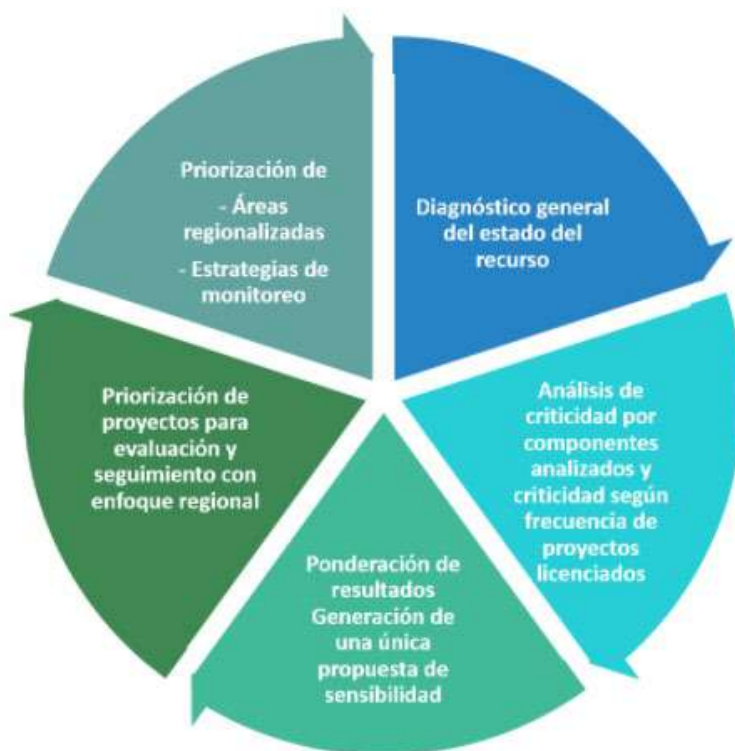 Diagnóstico general
del estado del
recurso
Análisis de
criticidad por
componentes
analizados y
criticidad según
frecuencia de
proyectos
licenciados
Ponderación de
resultados
Generación de
una única
propuesta de
sensibilidad
Priorización de
proyectos para
evaluación y
seguimiento con
enfoque regional
Priorización de
- Áreas
regionalizadas
- Estrategias de
monitoreo